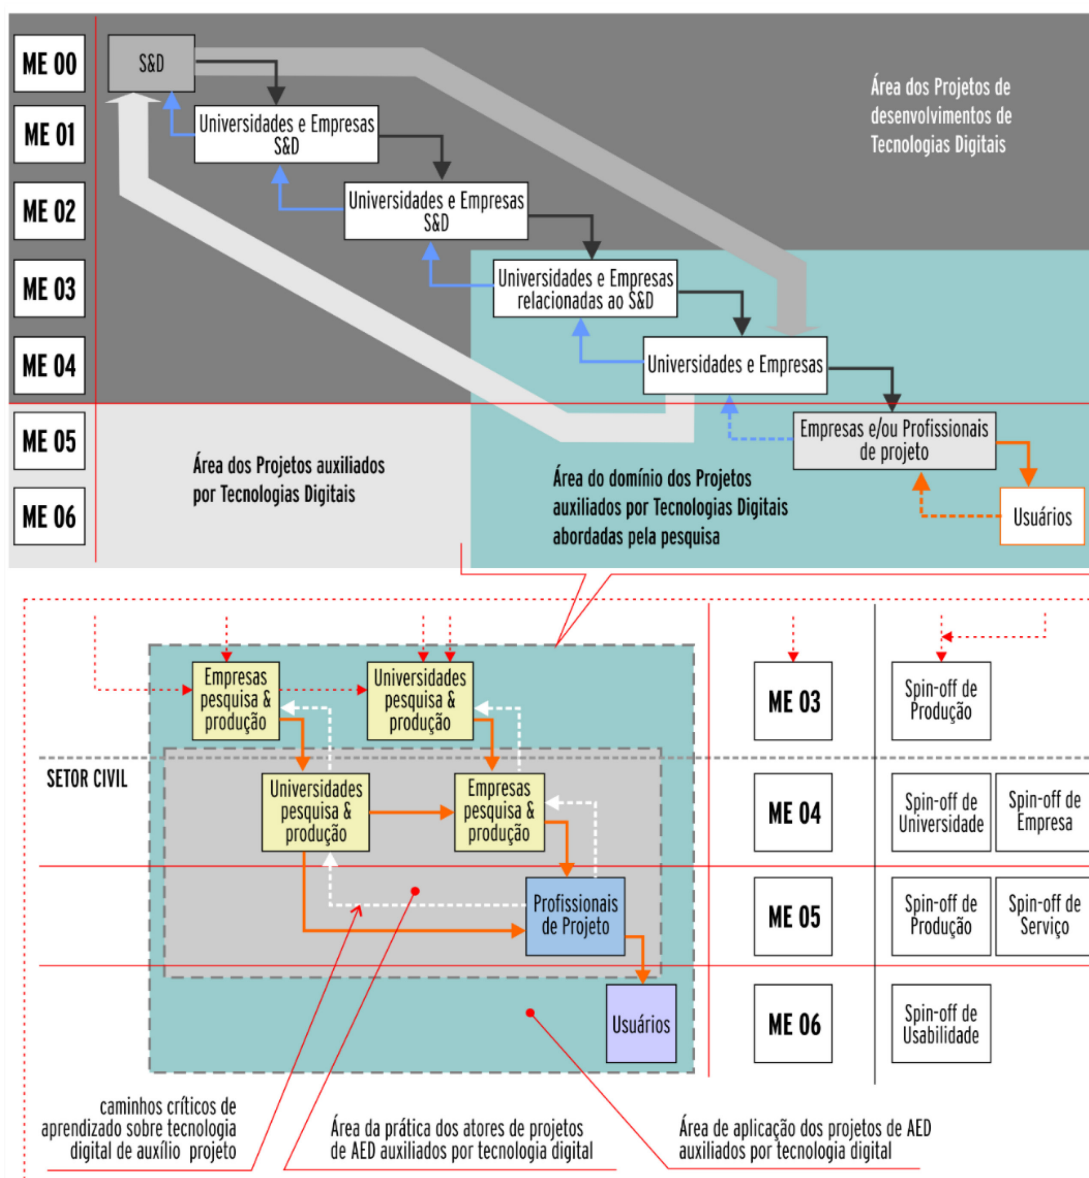 ME 00
S&D
Área dos Projetos de
desenvolvimentos de
Tecnologias Digitais
ME 01
Universidades e Empresas
S&D
ME 02
Universidades e Empresas
S&D
ME 03
Universidades e Empresas
relacionadas ao S&D
ME 04
Universidades e Empresas
ME 05
Empresas e/ou Profissionais
de projeto
Área dos Projetos auxiliados
por Tecnologias Digitais
Área do domínio dos Projetos
auxiliados por Tecnologias Digitais
abordadas pela pesquisa
ME 06
Usuários
Empresas
pesquisa &
produção
Universidades
pesquisa &
produção
ME 03
Spin-off de
Produção
SETOR CIVIL
Universidades
pesquisa &
produção
Empresas
pesquisa &
produção
ME 04
Spin-off de
Universidade
Spin-off de
Empresa
Profissionais
de Projeto
ME 05
Spin-off de
Produção
Spin-off de
Serviço
Usuários
ME 06
Spin-off de
Usabilidade
caminhos críticos de
aprendizado sobre tecnologia
digital de auxílio projeto
Área da prática dos atores de projetos
de AED auxiliados por tecnologia digital
Área de aplicação dos projetos de AED
auxiliados por tecnologia digital